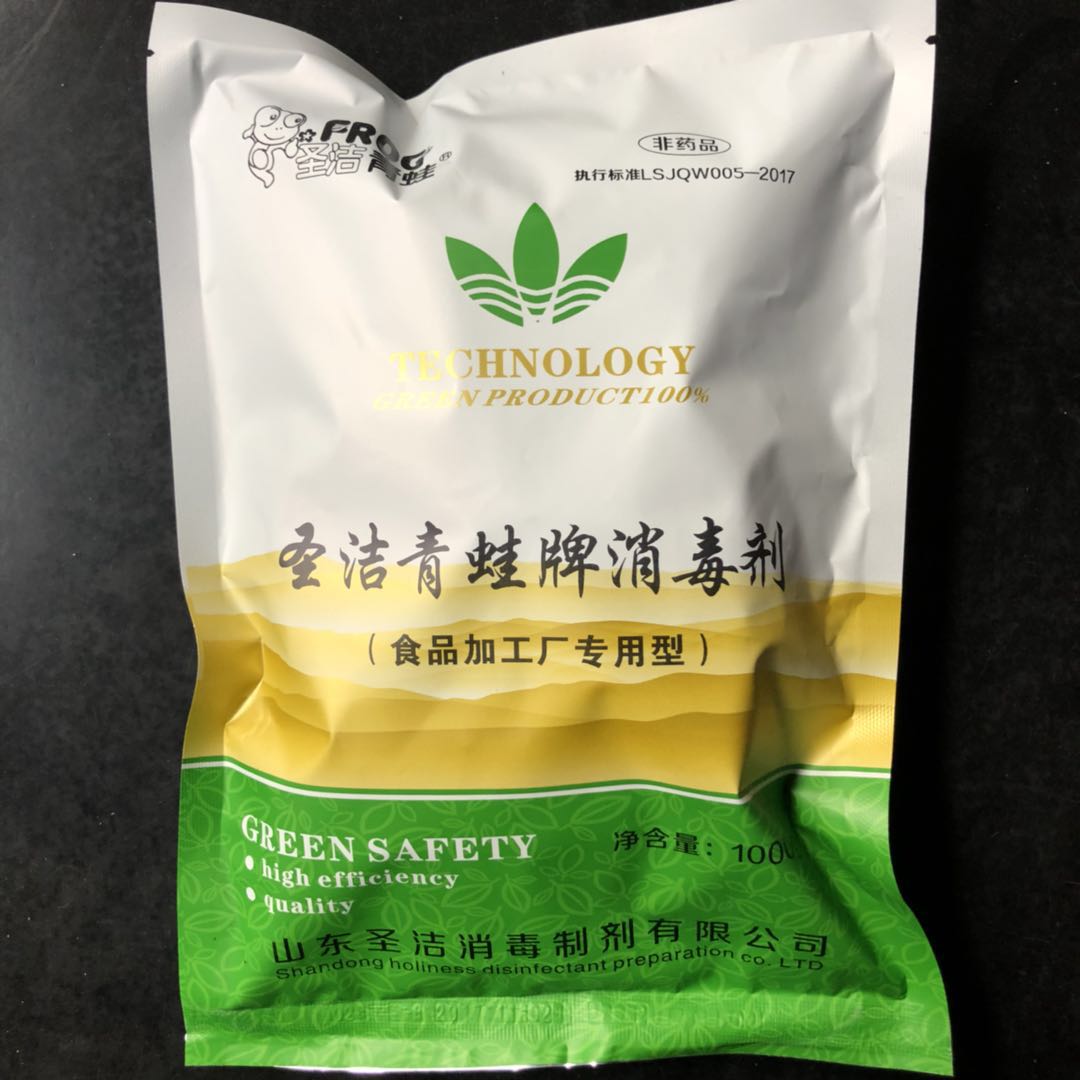 FROG
圣洁青蛙®
非药品
执行标准LSJQW005-2017
TECHNOLOGY
GREEN PRODUCT100%
圣洁青蛙牌消毒剂
(食品加工厂专用型)
GREEN SAFETY
净含量:
• high efficiency
• quality
山东圣洁消毒制剂有限公司
Shandong holiness disinfectant preparation co. LTD